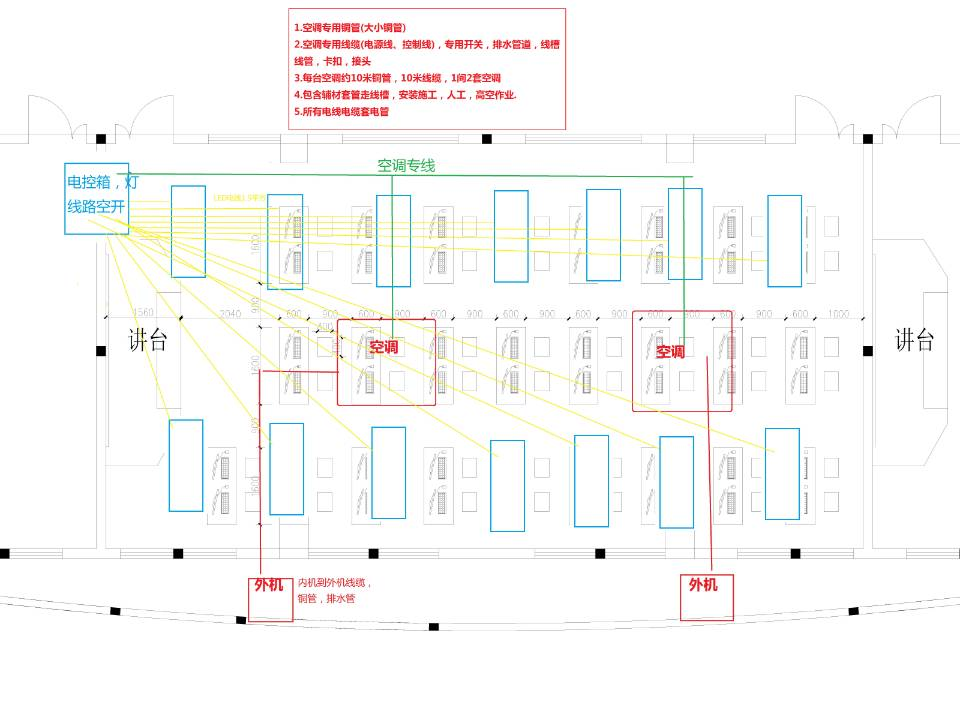 1.空调专用铜管(大小铜管)
2.空调专用线缆(电源线、控制线)，专用开关，排水管道，线槽
线管，卡扣，接头
3.每台空调约10米铜管，10米线缆，1间2套空调
4.包含辅材套管走线槽，安装施工，人工，高空作业.
5.所有电线电缆套电管
空调专线
电控箱，灯
线路空开
1600
900
1560
2040
600
900
600
900
600
900
600
900
600
900
600
900
600
1000
400
讲台
空调
空调
讲台
1600
900
1600
外机
内机到外机线缆，
铜管，排水管
外机